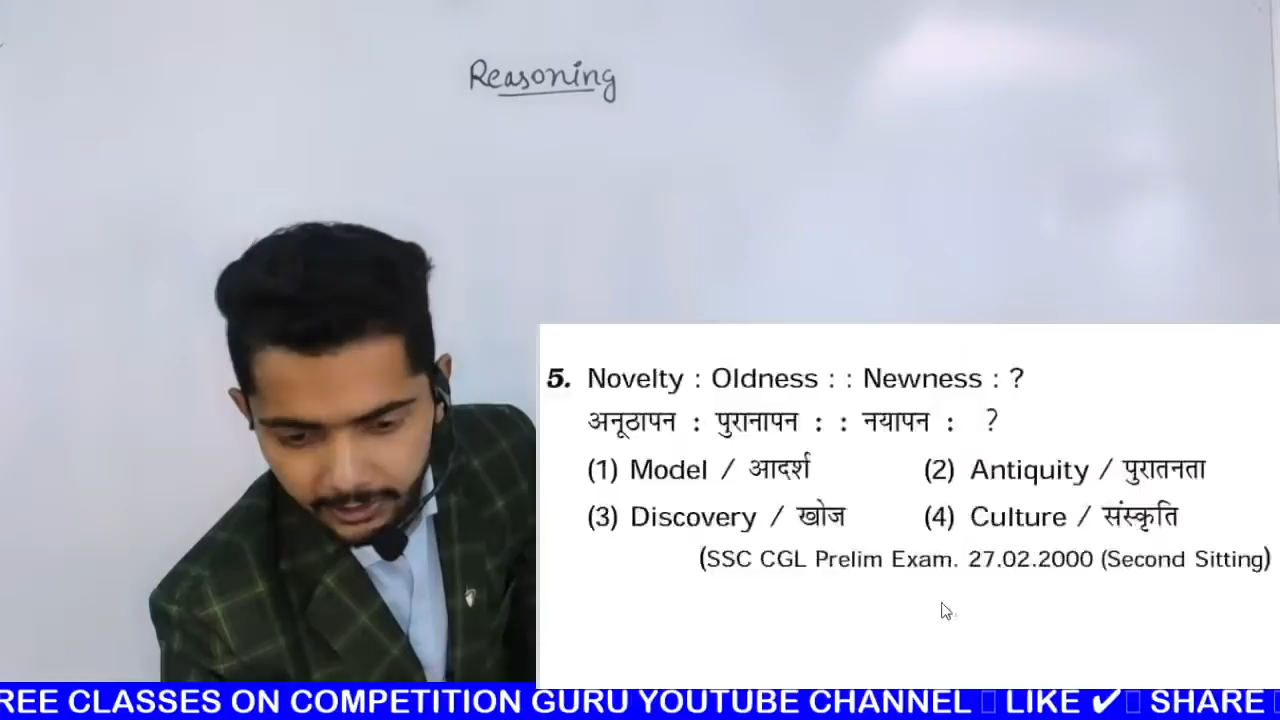 Reasoning
5. Novelty : Oldness : : Newness : ?
अनूठापन : पुरानापन : : नयापन : ?
(1) Model / आदर्श (2) Antiquity / पुरातनता
(3) Discovery / खोज (4) Culture / संस्कृति
(SSC CGL Prelim Exam. 27.02.2000 (Second Sitting)
REE CLASSES ON COMPETITION GURU YOUTUBE CHANNEL LIKE ✔ SHARE